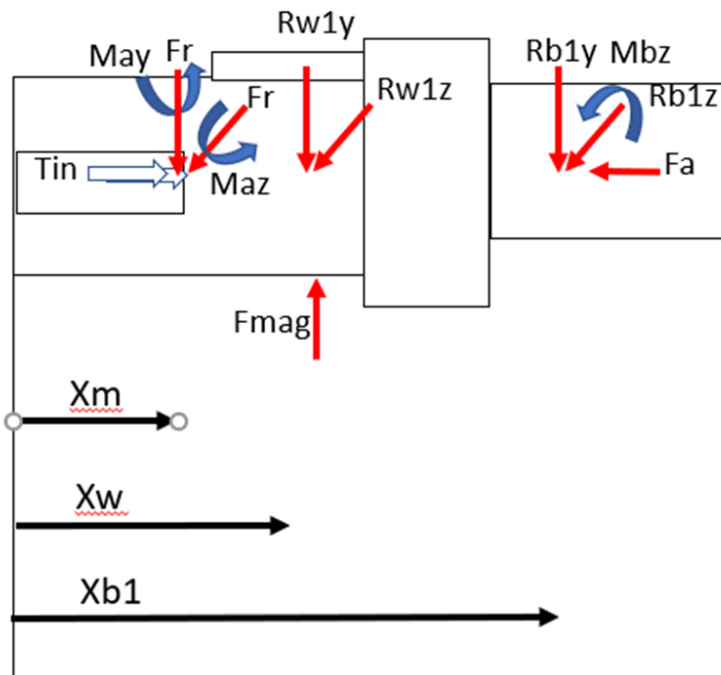 Rw1y
May Fr
Rb1y Mbz
Fr
Rw1z
Rb1z
Tin
Maz
Fa
Fmag
Xm
Xw
Xb1